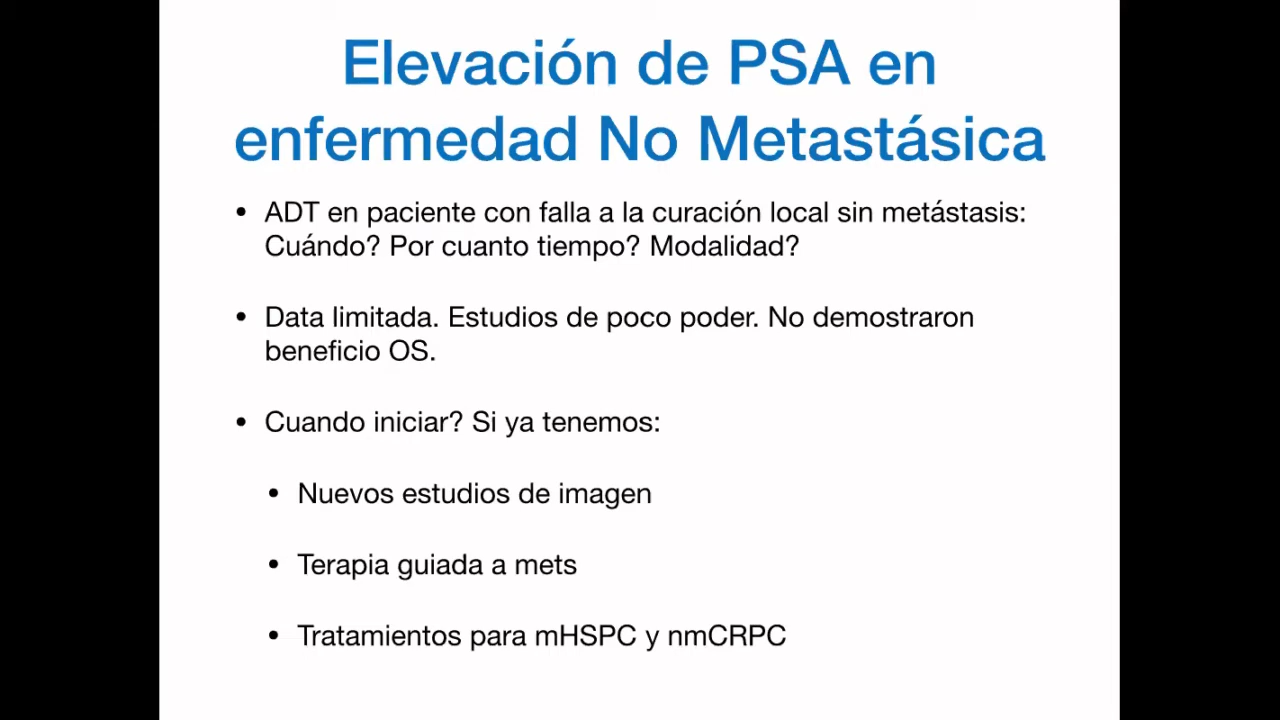 Elevación de PSA en
enfermedad No Metastásica
• ADT en paciente con falla a la curación local sin metástasis:
Cuándo? Por cuanto tiempo? Modalidad?
• Data limitada. Estudios de poco poder. No demostraron
beneficio OS.
• Cuando iniciar? Si ya tenemos:
• Nuevos estudios de imagen
• Terapia guiada a mets
• Tratamientos para mHSPC y nmCRPC